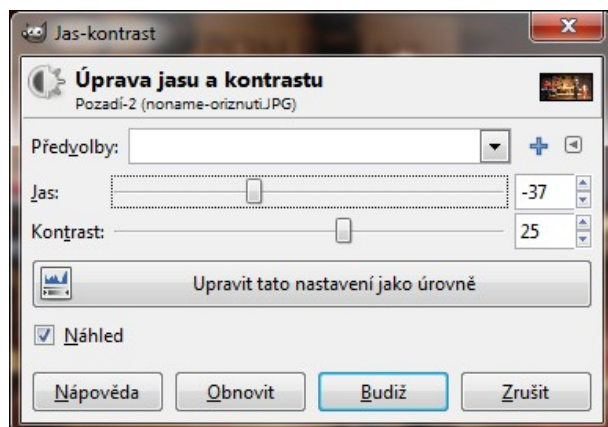 Jas-kontrast
Úprava jasu a kontrastu
Pozadí-2 (noname-oriznuti.JPG)
Předvolby:
Jas: -37
Kontrast: 25
Upravit tato nastavení jako úrovně
Náhled
Nápověda Obnovit Budiž Zrušit